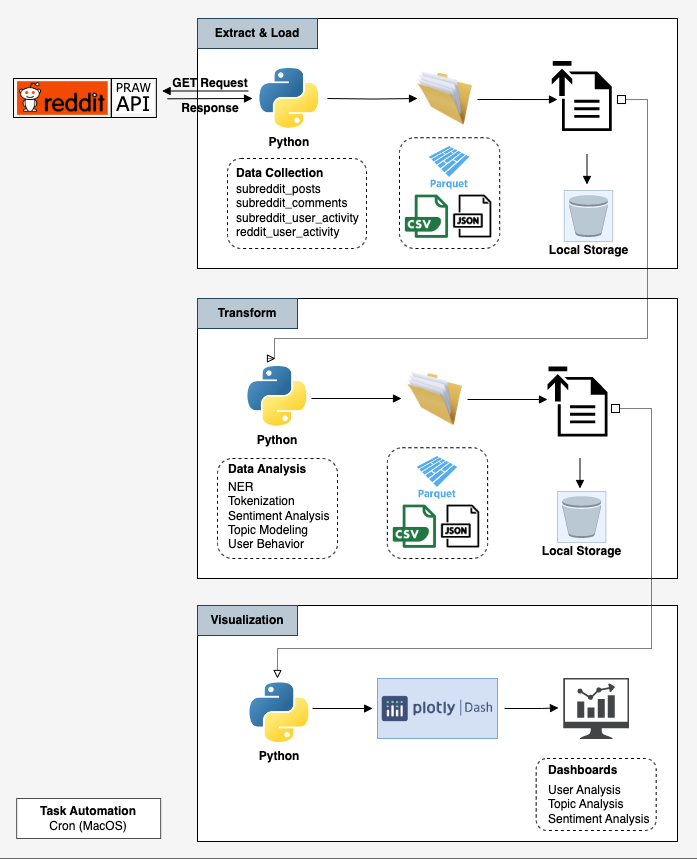 Extract & Load
reddit
PRAW
API
GET Request
Response
Python
Data Collection
subreddit_posts
subreddit_comments
subreddit_user_activity
reddit_user_activity
Parquet
CSV
JSON
Local Storage
Transform
Python
Data Analysis
NER
Tokenization
Sentiment Analysis
Topic Modeling
User Behavior
Parquet
CSV
JSON
Local Storage
Visualization
Python
plotly | Dash
Dashboards
User Analysis
Topic Analysis
Sentiment Analysis
Task Automation
Cron (MacOS)